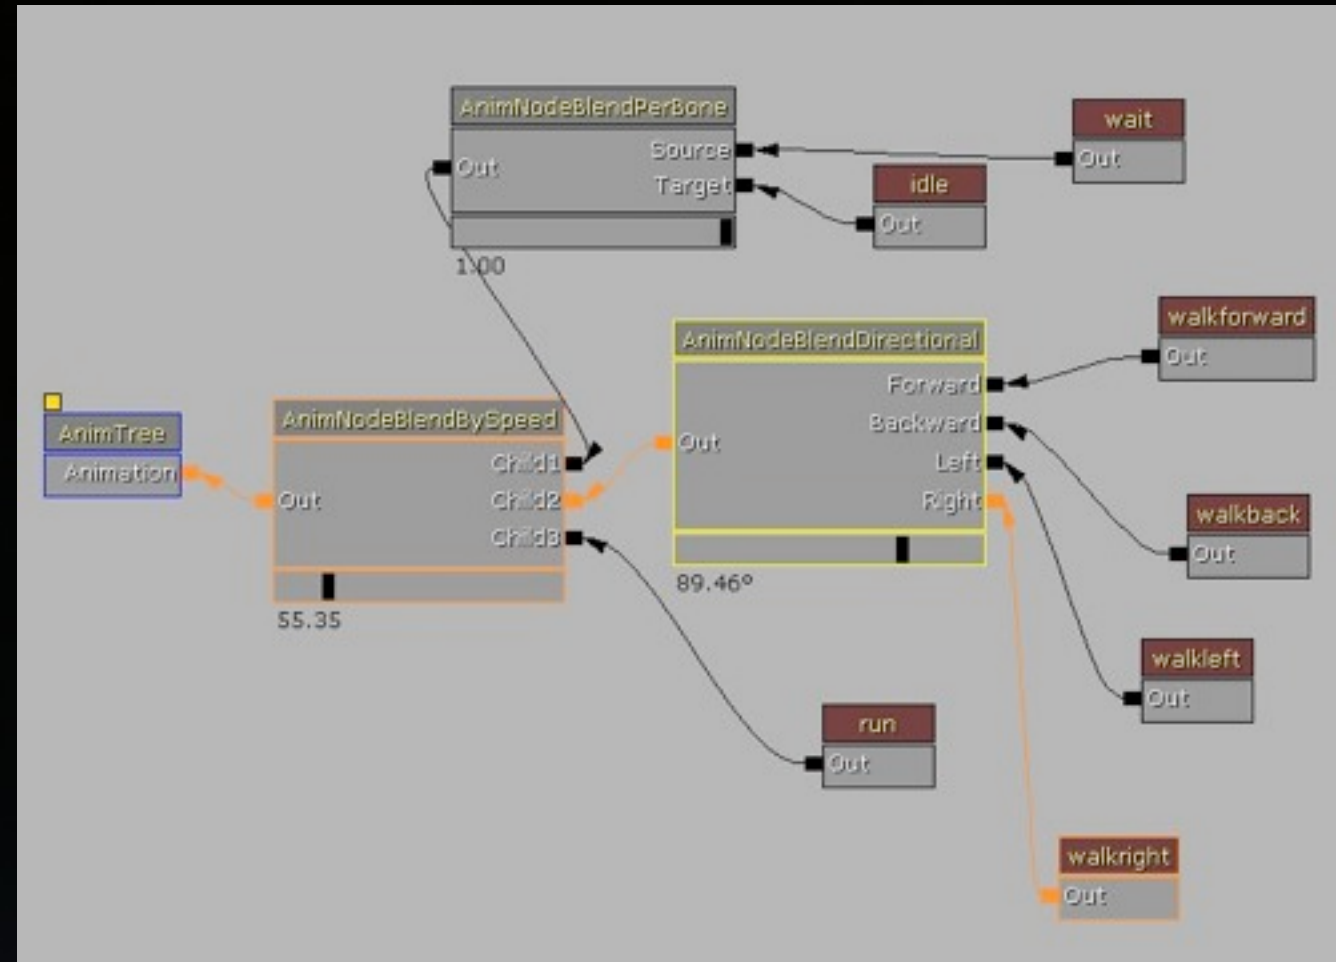 AnimNodeBlendPerBone
Source
Out
Target
1.00
wait
Out
idle
Out
AnimNodeBlendDirectional
Forward
Backward
Out
Left
Right
89.46°
walkforward
Out
AnimTree
Animation
AnimNodeBlendBySpeed
Child1
Out
Child2
Child3
55.35
walkback
Out
walkleft
Out
run
Out
walkright
Out